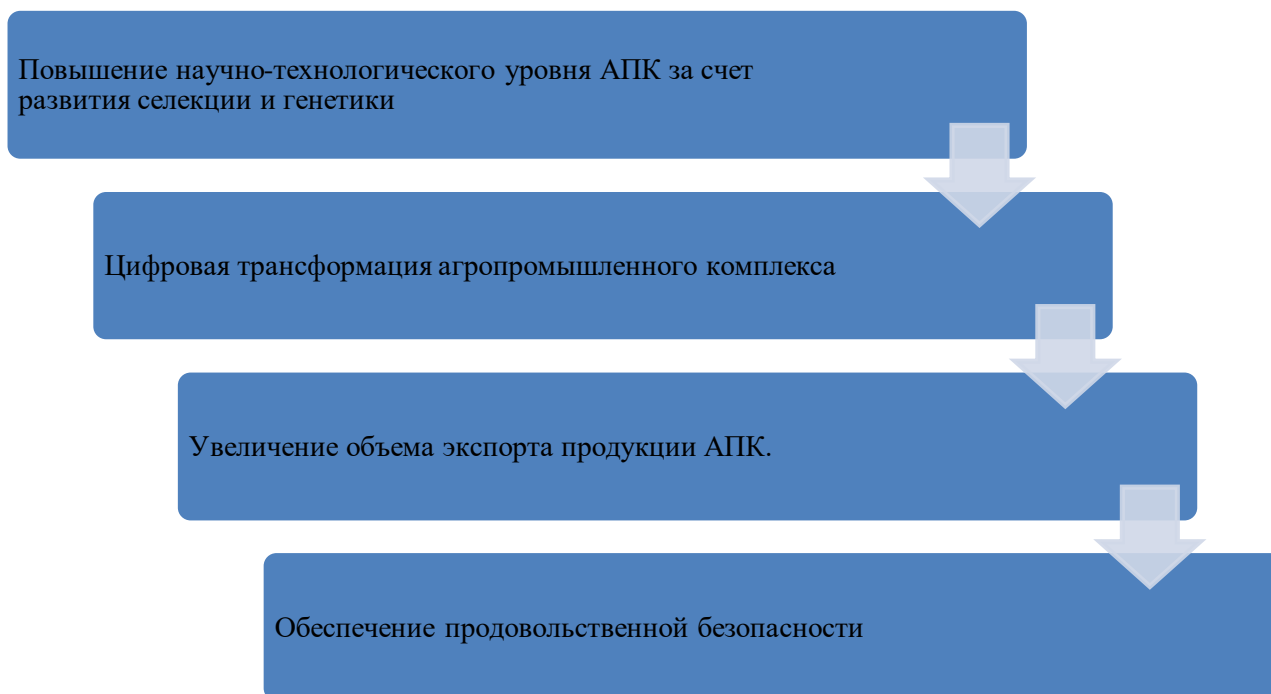 Повышение научно-технологического уровня АПК за счет
развития селекции и генетики
Цифровая трансформация агропромышленного комплекса
Увеличение объема экспорта продукции АПК.
Обеспечение продовольственной безопасности